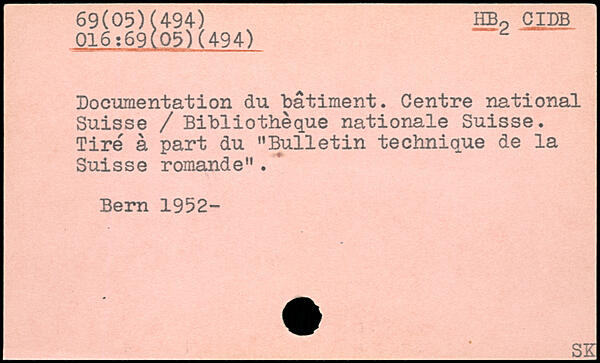 69(05)(494)
HB2 CIDB
016:69(05)(494)
Documentation du bâtiment. Centre national
Suisse / Bibliothèque nationale Suisse.
Tiré à part du "Bulletin technique de la
Suisse romande".
Bern 1952-
SK